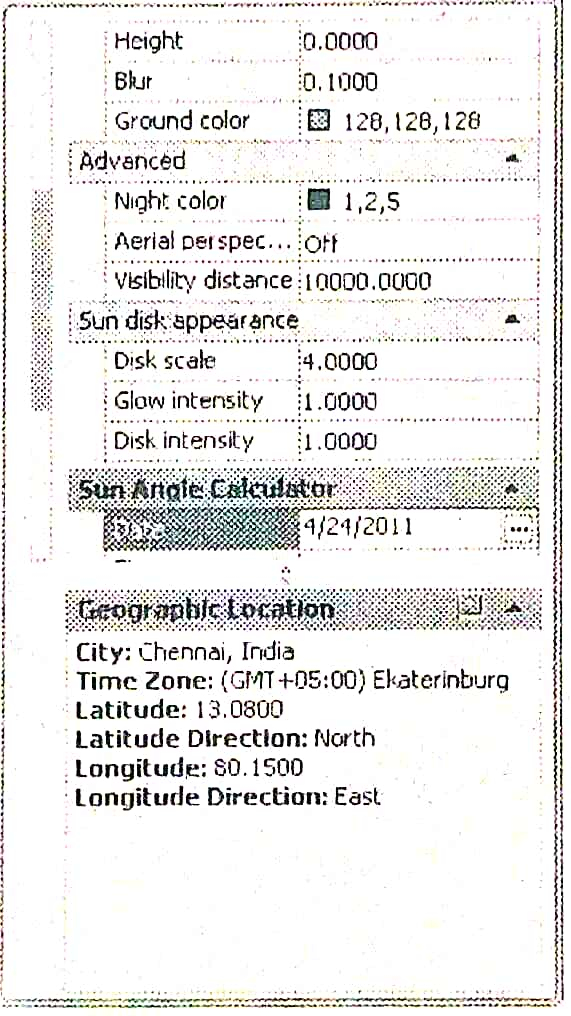 Height 0.0000
Blur 0.1000
Ground color 128,128,128
Advanced
Night color 1,2,5
Aerial perspec... Off
Visibility distance 10000.0000
Sun disk appearance
Disk scale 4.0000
Glow intensity 1.0000
Disk intensity 1.0000
Sun Angle Calculator
Date 4/24/2011 ...
Geographic Location
City: Chennai, India
Time Zone: (GMT+05:00) Ekaterinburg
Latitude: 13.0800
Latitude Direction: North
Longitude: 80.1500
Longitude Direction: East